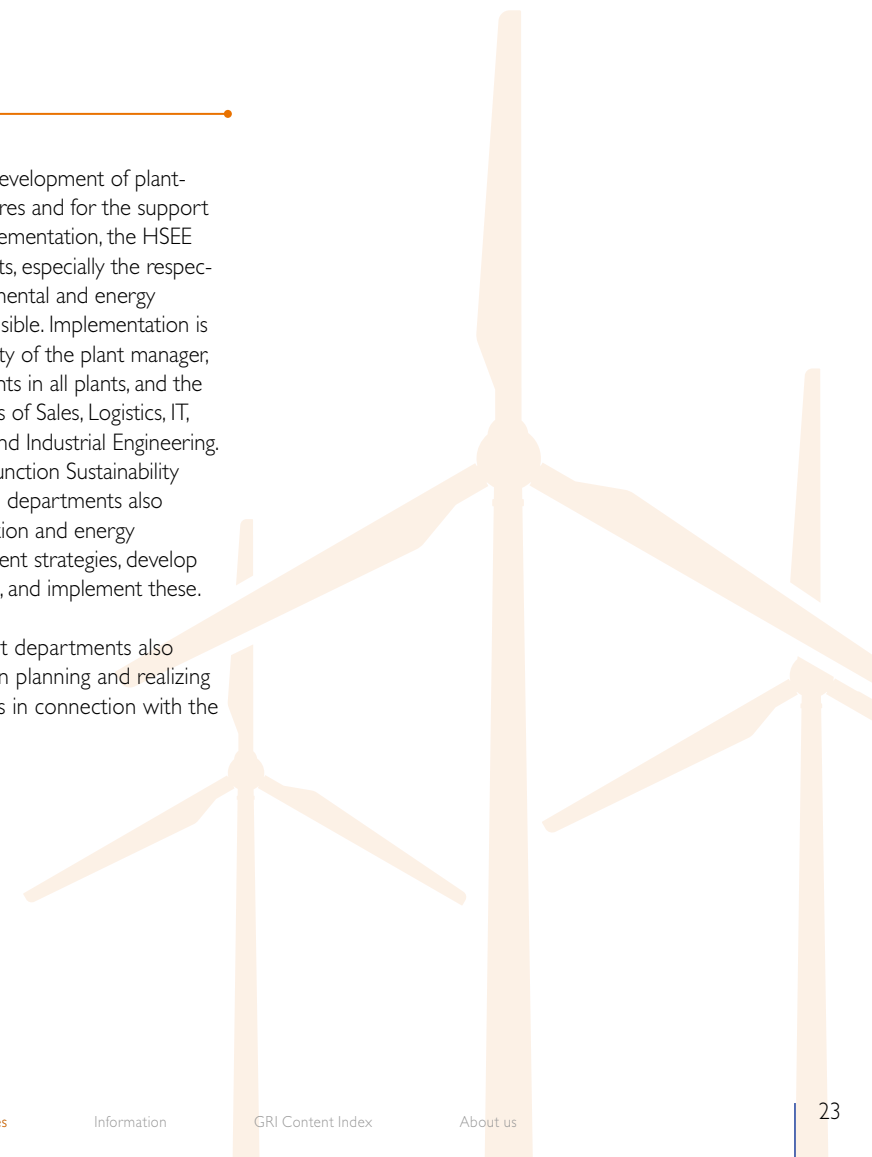 evelopment of plant-
res and for the support
ementation, the HSEE
ts, especially the respec-
nental and energy
sible. Implementation is
ty of the plant manager,
nts in all plants, and the
s of Sales, Logistics, IT,
nd Industrial Engineering.
unction Sustainability
departments also
tion and energy
ent strategies, develop
, and implement these.
t departments also
n planning and realizing
s in connection with the
es Information GRI Content Index About us 23